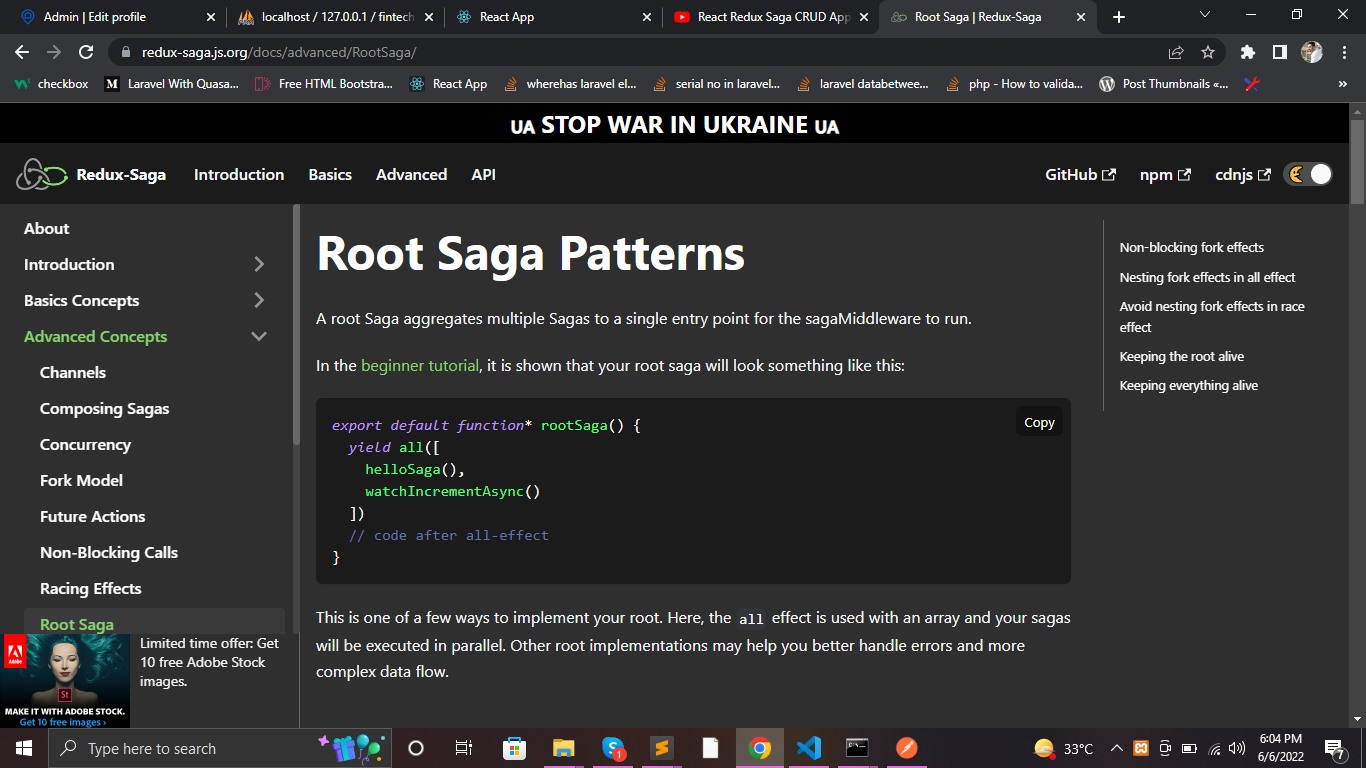 Admin | Edit profile
localhost / 127.0.0.1 / fintech
React App
React Redux Saga CRUD App
Root Saga | Redux-Saga
redux-saga.js.org/docs/advanced/RootSaga/
checkbox
Laravel With Quasa...
Free HTML Bootstra...
React App
wherehas laravel el...
serial no in laravel...
laravel databetwee...
php - How to valida...
Post Thumbnails «...
»
UA STOP WAR IN UKRAINE UA
Redux-Saga
Introduction
Basics
Advanced
API
GitHub
npm
cdnjs
About
Introduction
Basics Concepts
Advanced Concepts
Channels
Composing Sagas
Concurrency
Fork Model
Future Actions
Non-Blocking Calls
Racing Effects
Root Saga
Adobe
St
MAKE IT WITH ADOBE STOCK.
Get 10 free images ›
Limited time offer: Get
10 free Adobe Stock
images.
Root Saga Patterns
A root Saga aggregates multiple Sagas to a single entry point for the sagaMiddleware to run.
In the beginner tutorial, it is shown that your root saga will look something like this:
Copy
export default function* rootSaga() {
yield all([
helloSaga(),
watchIncrementAsync()
])
// code after all-effect
}
This is one of a few ways to implement your root. Here, the all effect is used with an array and your sagas
will be executed in parallel. Other root implementations may help you better handle errors and more
complex data flow.
Non-blocking fork effects
Nesting fork effects in all effect
Avoid nesting fork effects in race
effect
Keeping the root alive
Keeping everything alive
Type here to search
1
33°C
6:04 PM
6/6/2022
7